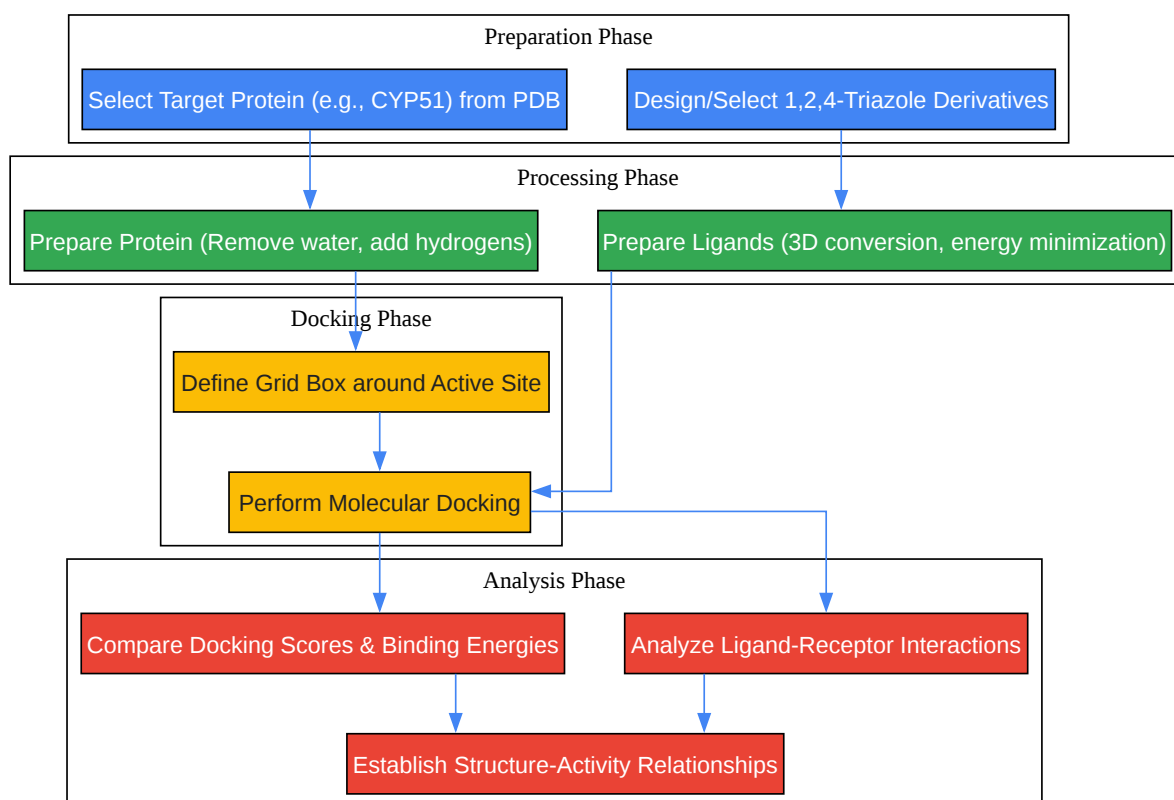 Preparation Phase
Select Target Protein (e.g., CYP51) from PDB
Design/Select 1,2,4-Triazole Derivatives
Processing Phase
Prepare Protein (Remove water, add hydrogens)
Prepare Ligands (3D conversion, energy minimization)
Docking Phase
Define Grid Box around Active Site
Perform Molecular Docking
Analysis Phase
Compare Docking Scores & Binding Energies
Analyze Ligand-Receptor Interactions
Establish Structure-Activity Relationships